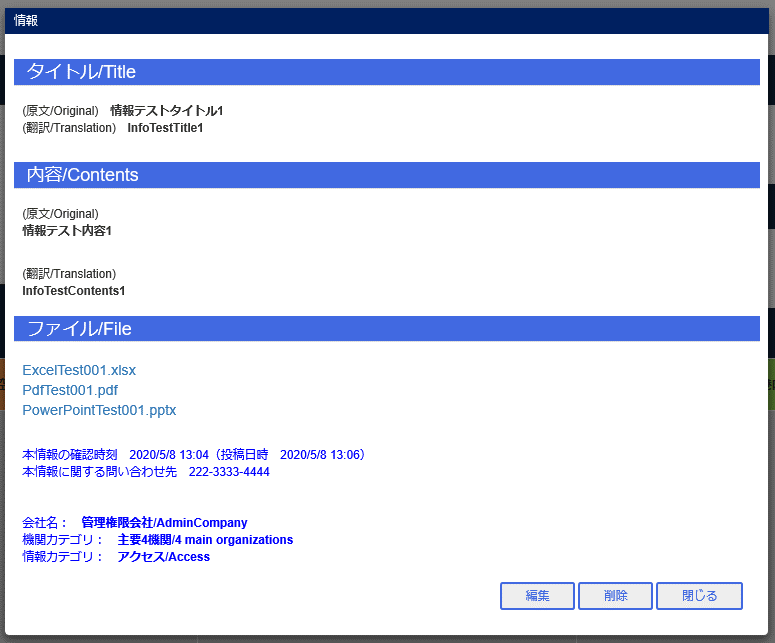 情報
タイトル/Title
(原文/Original) 情報テストタイトル1
(翻訳/Translation) InfoTestTitle1
内容/Contents
(原文/Original)
情報テスト内容1
(翻訳/Translation)
InfoTestContents1
ファイル/File
ExcelTest001.xlsx
PdfTest001.pdf
PowerPointTest001.pptx
本情報の確認時刻 2020/5/8 13:04（投稿日時 2020/5/8 13:06）
本情報に関する問い合わせ先 222-3333-4444
会社名： 管理権限会社/AdminCompany
機関カテゴリ： 主要4機関/4 main organizations
情報カテゴリ： アクセス/Access
編集 削除 閉じる